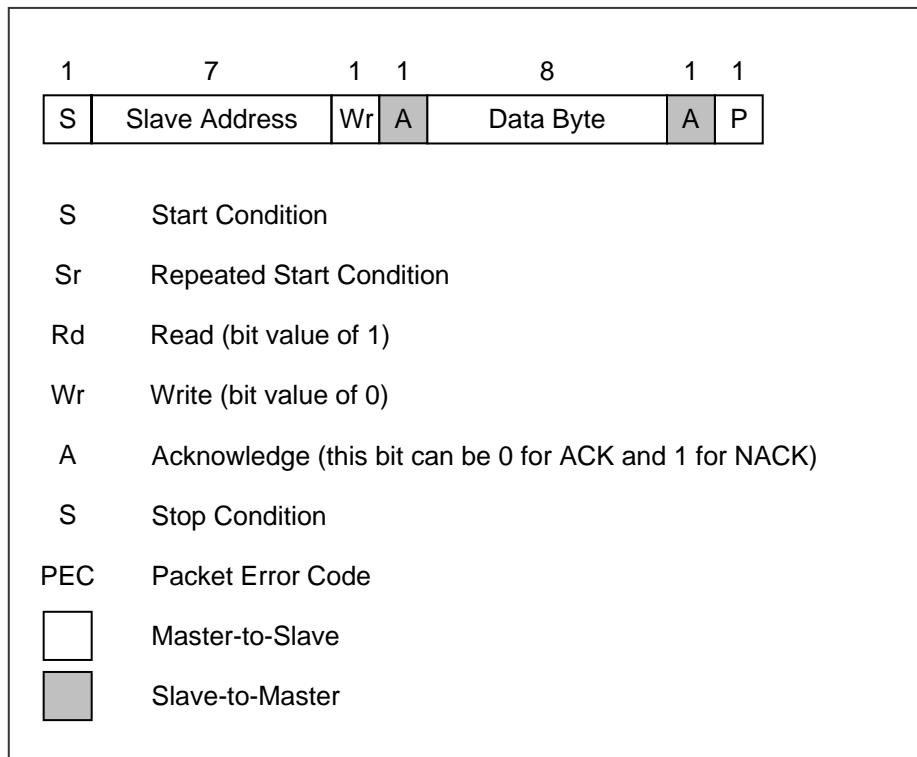 1 7 1 1 8 1 1
S Slave Address Wr A Data Byte A P
S Start Condition
Sr Repeated Start Condition
Rd Read (bit value of 1)
Wr Write (bit value of 0)
A Acknowledge (this bit can be 0 for ACK and 1 for NACK)
S Stop Condition
PEC Packet Error Code
Master-to-Slave
Slave-to-Master